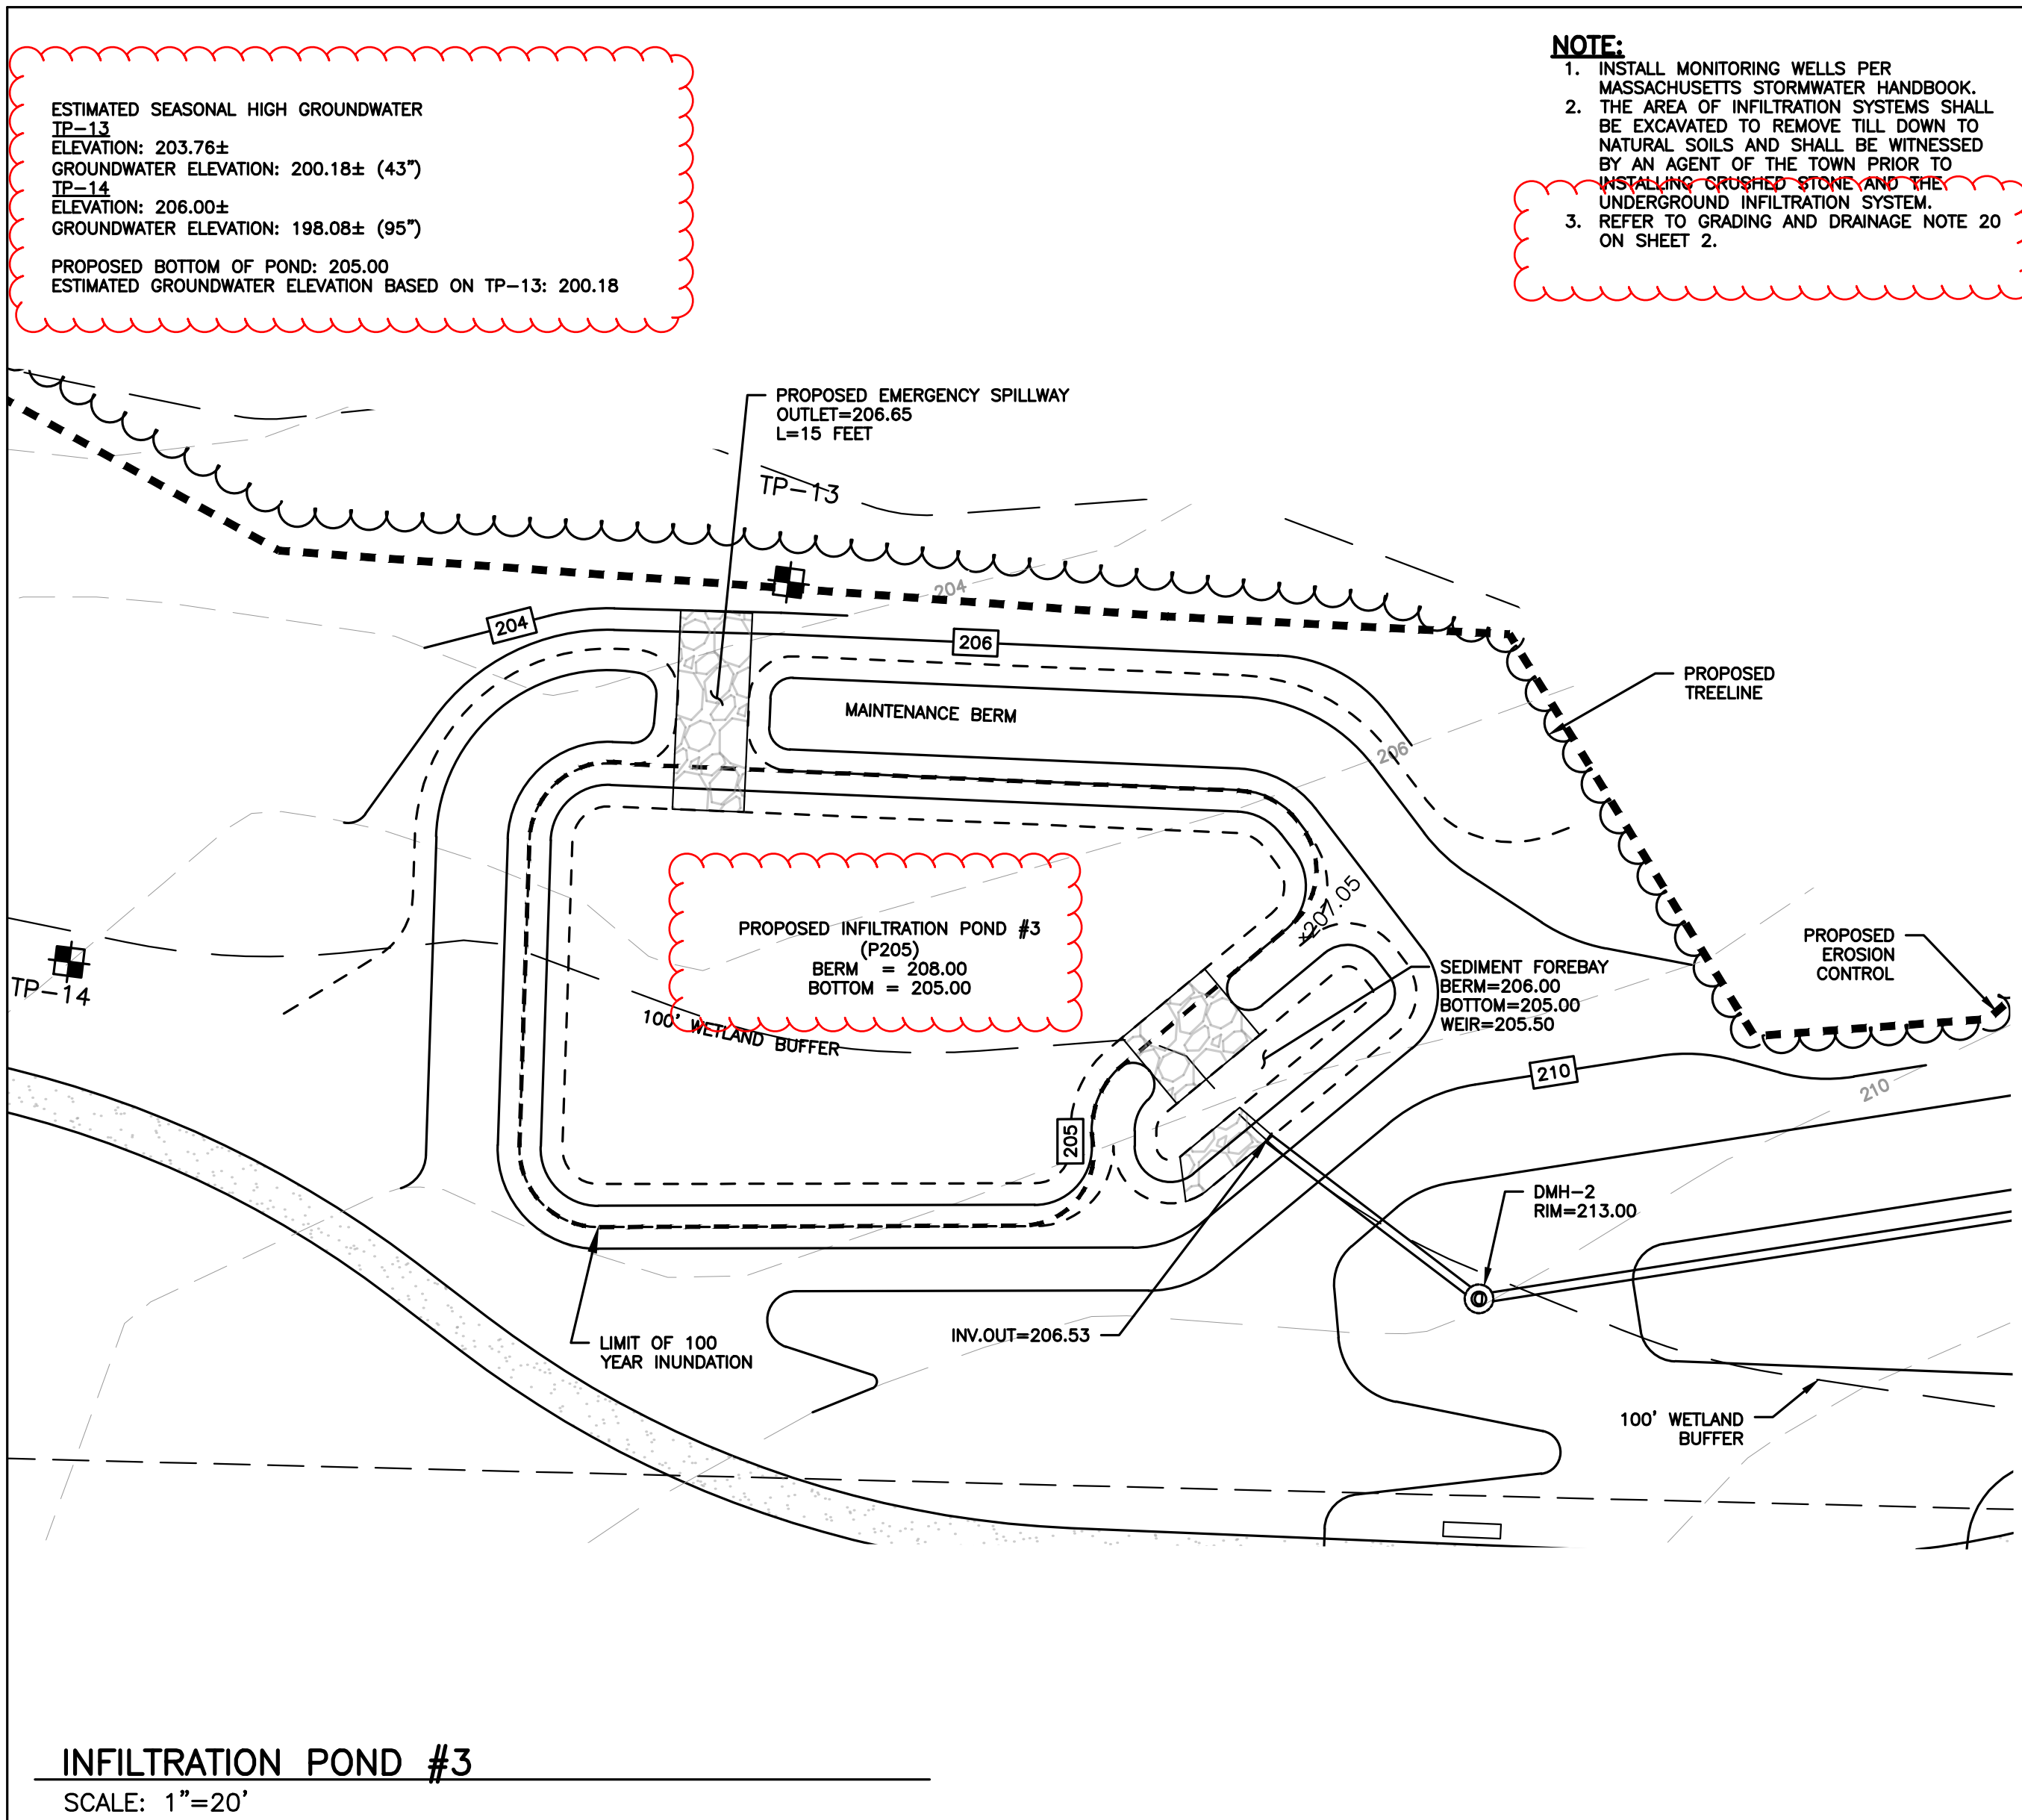 ESTIMATED SEASONAL HIGH GROUNDWATER
TP-13
ELEVATION: 203.76±
GROUNDWATER ELEVATION: 200.18± (43")
TP-14
ELEVATION: 206.00±
GROUNDWATER ELEVATION: 198.08± (95")
PROPOSED BOTTOM OF POND: 205.00
ESTIMATED GROUNDWATER ELEVATION BASED ON TP-13: 200.18
NOTE:
1. INSTALL MONITORING WELLS PER
MASSACHUSETTS STORMWATER HANDBOOK.
2. THE AREA OF INFILTRATION SYSTEMS SHALL
BE EXCAVATED TO REMOVE TILL DOWN TO
NATURAL SOILS AND SHALL BE WITNESSED
BY AN AGENT OF THE TOWN PRIOR TO
INSTALLING CRUSHED STONE AND THE
UNDERGROUND INFILTRATION SYSTEM.
3. REFER TO GRADING AND DRAINAGE NOTE 20
ON SHEET 2.
PROPOSED EMERGENCY SPILLWAY
OUTLET=206.65
L=15 FEET
TP-13
204
204
206
PROPOSED
TREELINE
MAINTENANCE BERM
206
x207.05
PROPOSED INFILTRATION POND #3
(P205)
BERM = 208.00
BOTTOM = 205.00
PROPOSED
EROSION
CONTROL
SEDIMENT FOREBAY
BERM=206.00
BOTTOM=205.00
WEIR=205.50
TP-14
100' WETLAND BUFFER
210
210
205
DMH-2
RIM=213.00
INV.OUT=206.53
LIMIT OF 100
YEAR INUNDATION
100' WETLAND
BUFFER
INFILTRATION POND #3
SCALE: 1"=20'